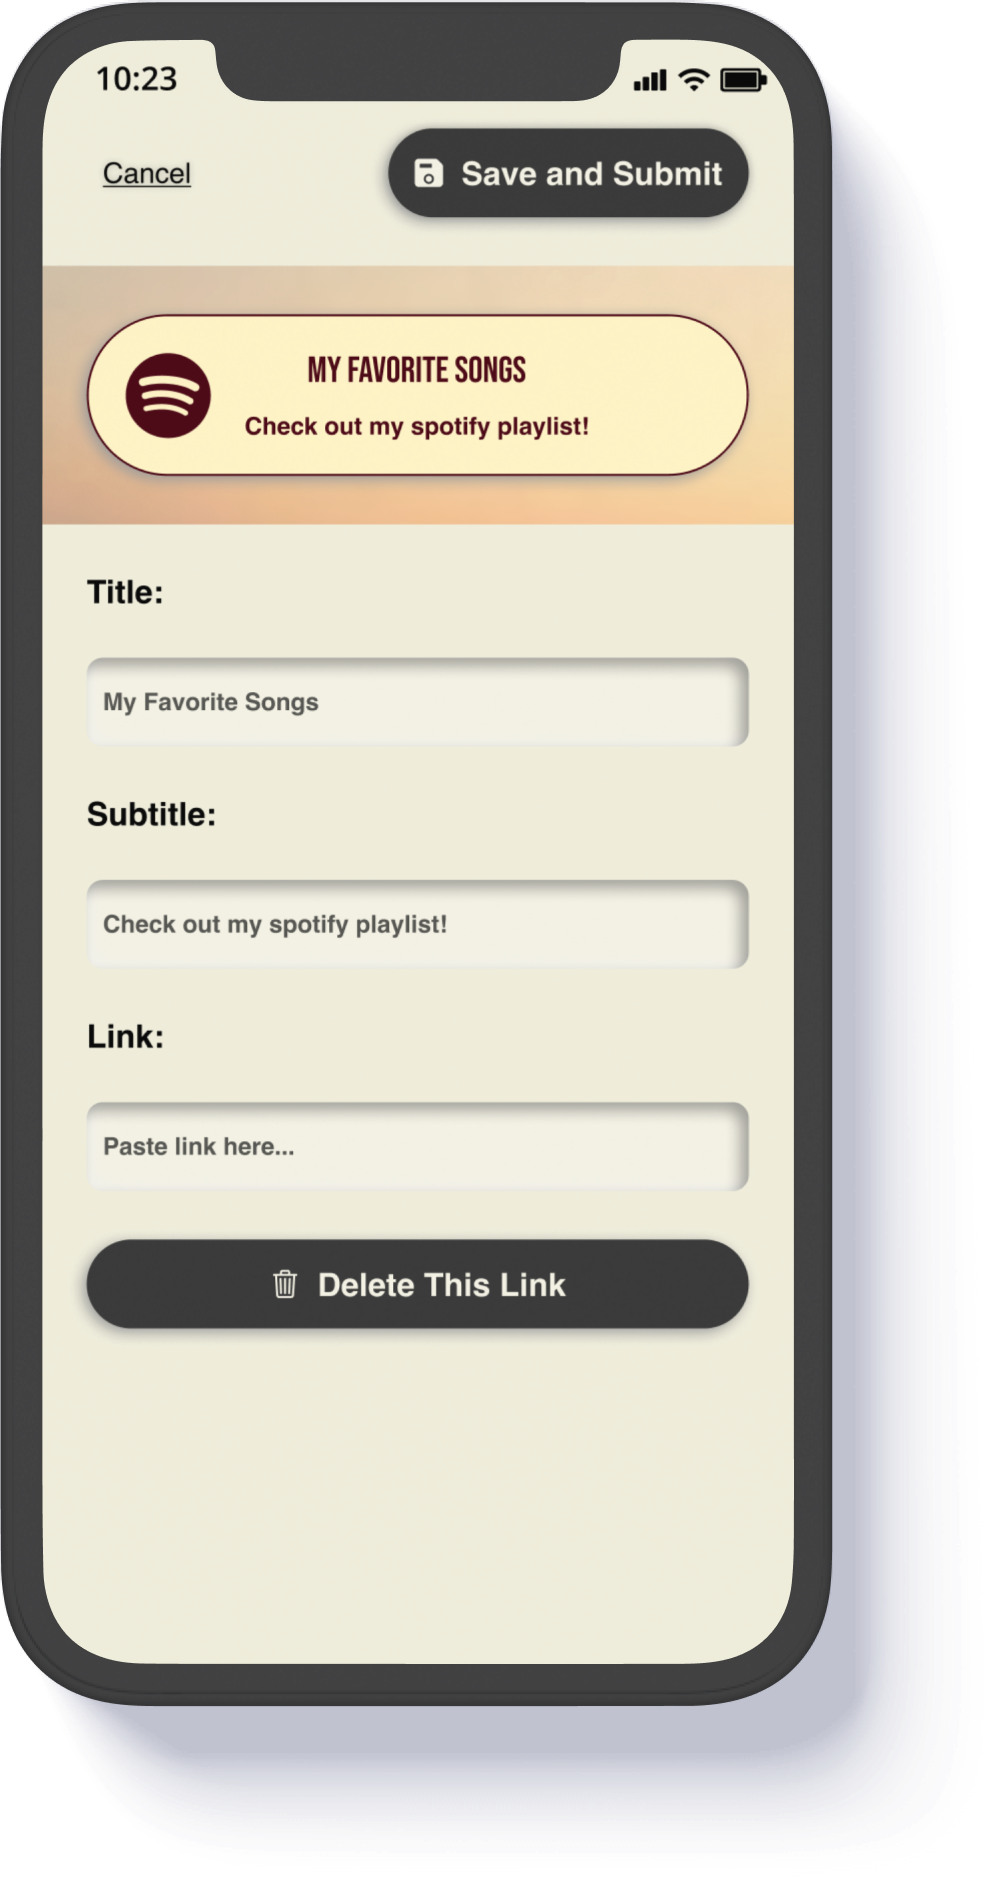 10:23
Cancel
Save and Submit
MY FAVORITE SONGS
Check out my spotify playlist!
Title:
My Favorite Songs
Subtitle:
Check out my spotify playlist!
Link:
Paste link here...
Delete This Link